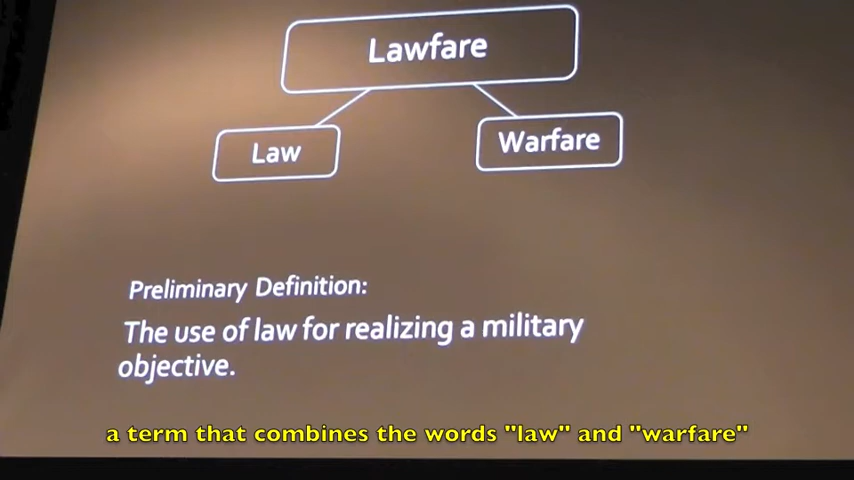 Lawfare
Law
Warfare
Preliminary Definition:
The use of law for realizing a military
objective.
a term that combines the words "law" and "warfare"